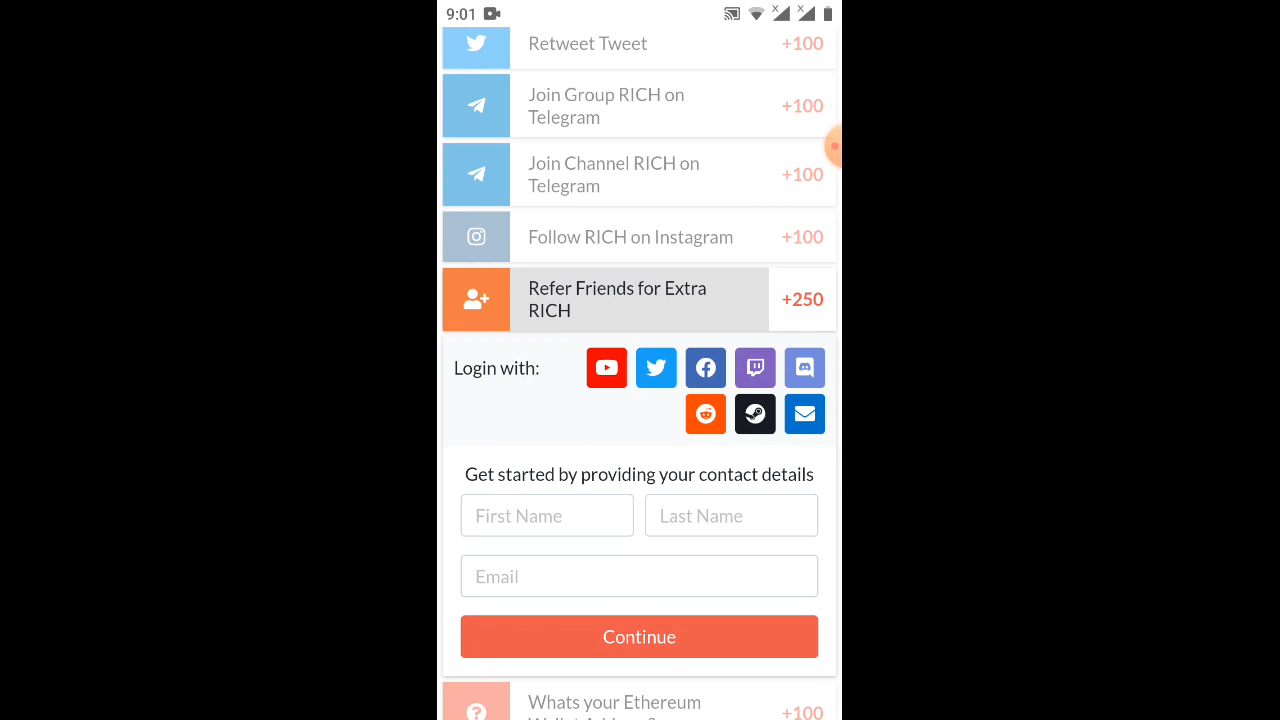 9:01
Retweet Tweet +100
Join Group RICH on
Telegram +100
Join Channel RICH on
Telegram +100
Follow RICH on Instagram +100
Refer Friends for Extra
RICH +250
Login with:
Get started by providing your contact details
First Name Last Name
Email
Continue
Whats your Ethereum
Wallet Address? +100